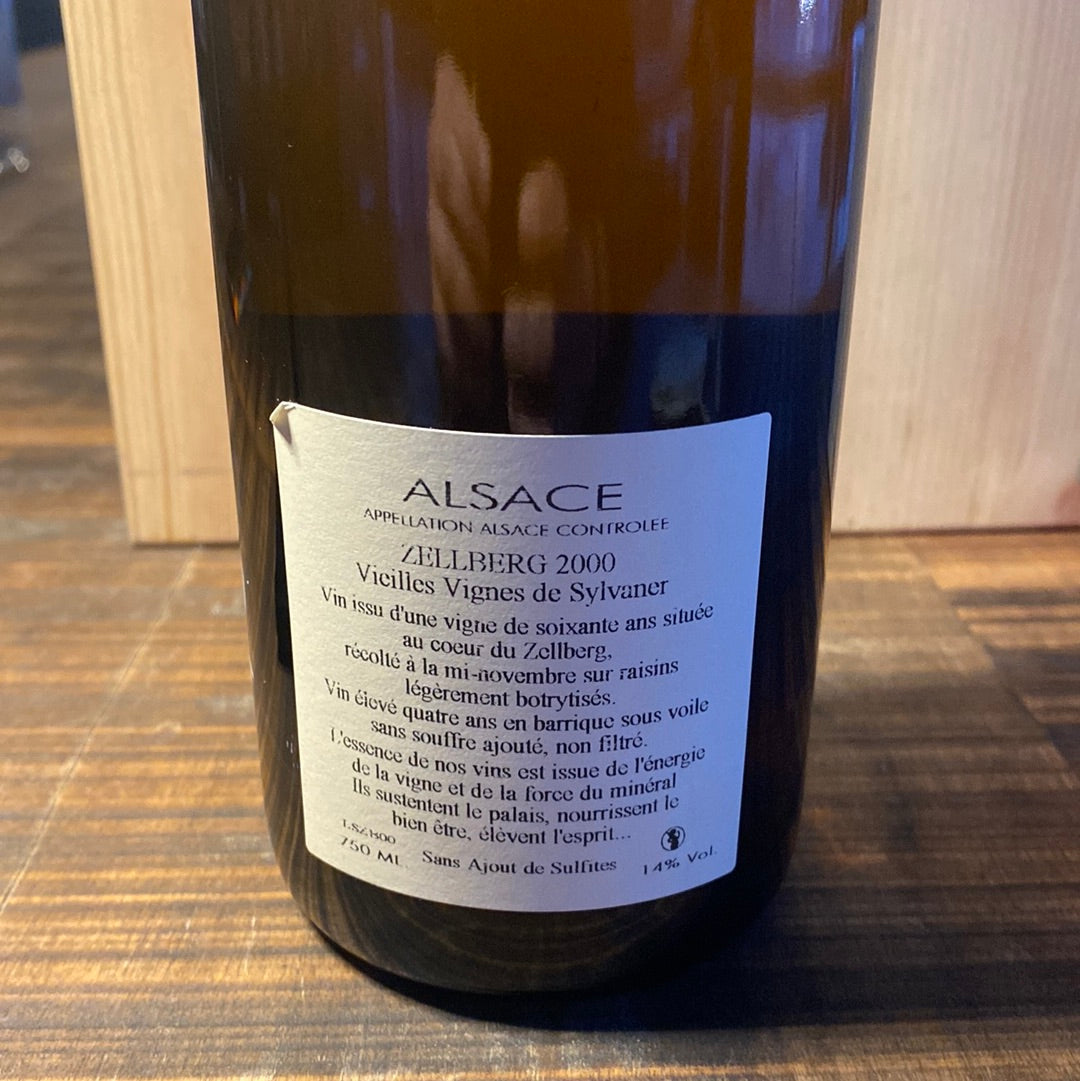 ALSACE
APPELLATION ALSACE CONTROLEE
ZELLBERG 2000
Vieilles Vignes de Sylvaner
Vin issu d'une vigne de soixante ans située
au coeur du Zellberg,
récolté à la mi-novembre sur raisins
légèrement botrytisés.
Vin élevé quatre ans en barrique sous voile
sans souffre ajouté, non filtré.
L'essence de nos vins est issue de l'énergie
de la vigne et de la force du minéral
Ils sustentent le palais, nourrissent le
bien être, élèvent l'esprit...
750 ML Sans Ajout de Sulfites 14% Vol.